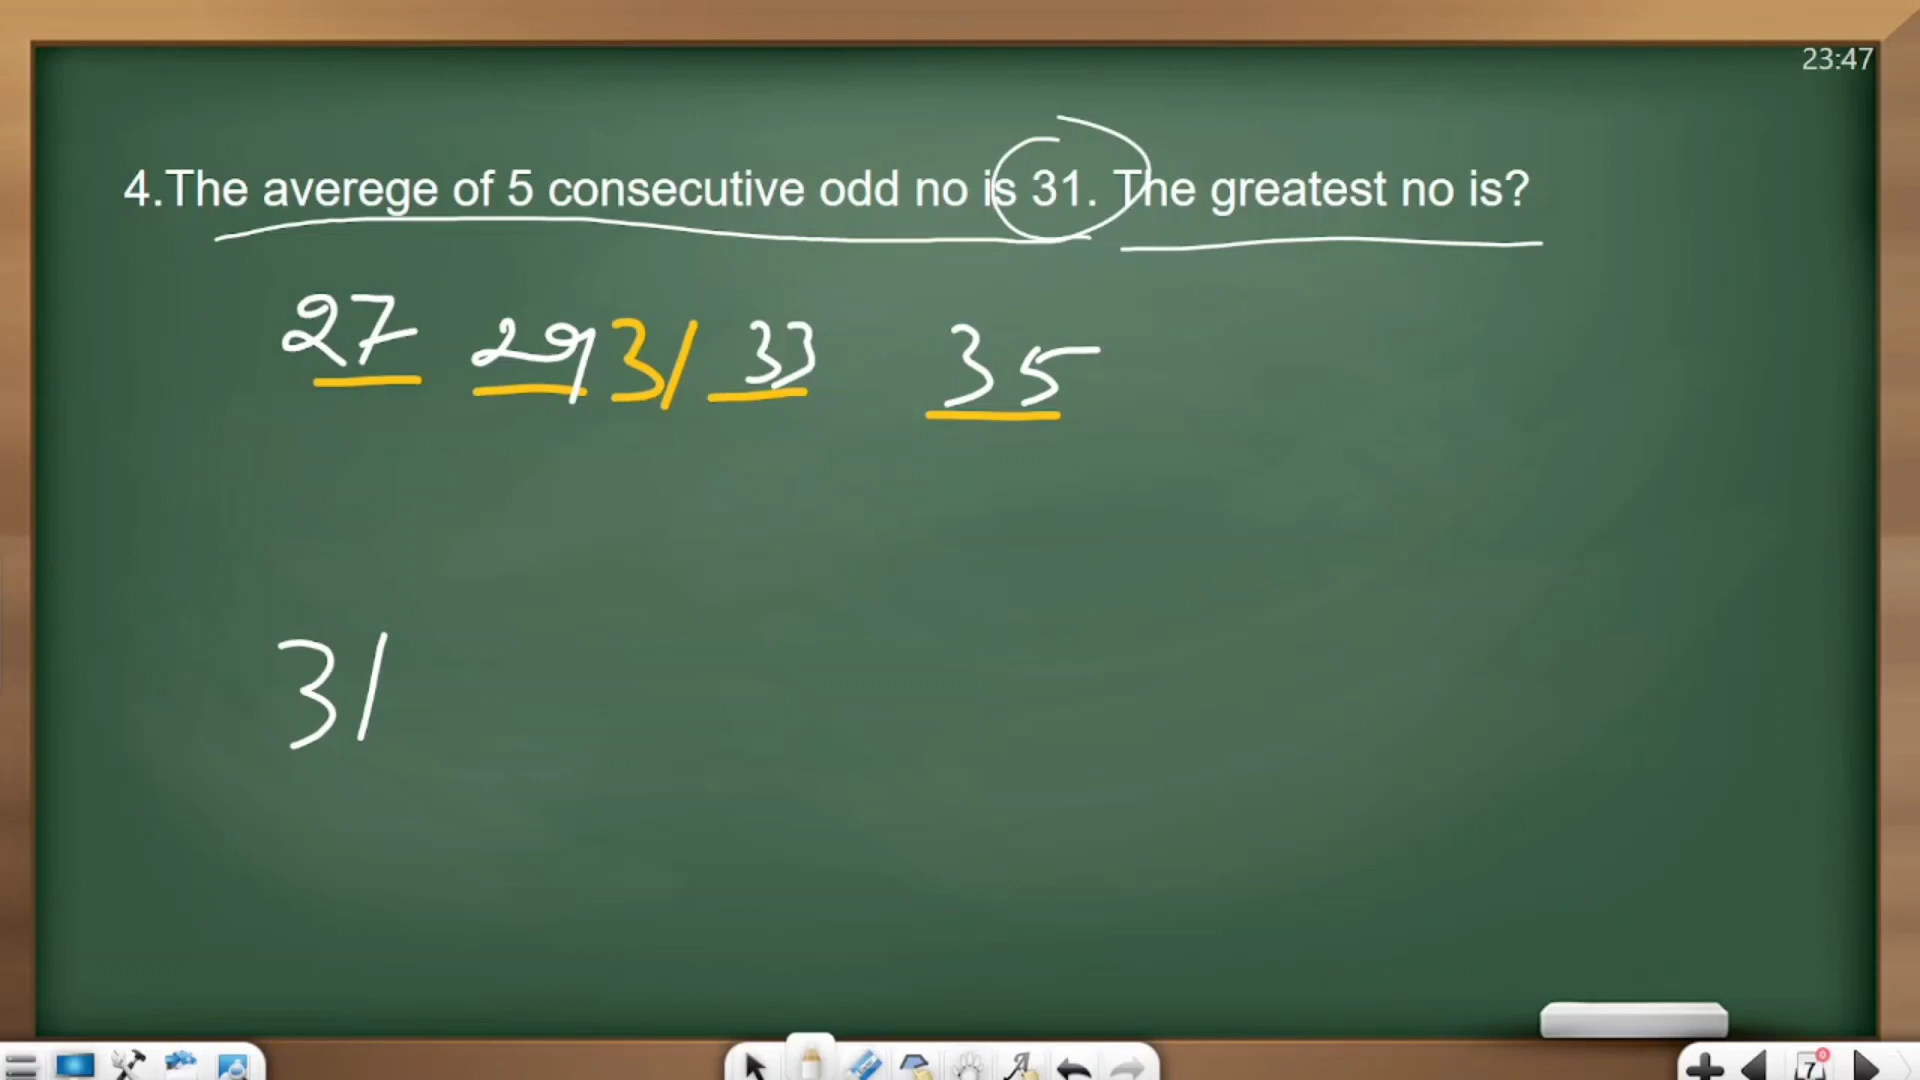 23:47
4.The averege of 5 consecutive odd no is 31. The greatest no is?
27 29 31 33 35
31